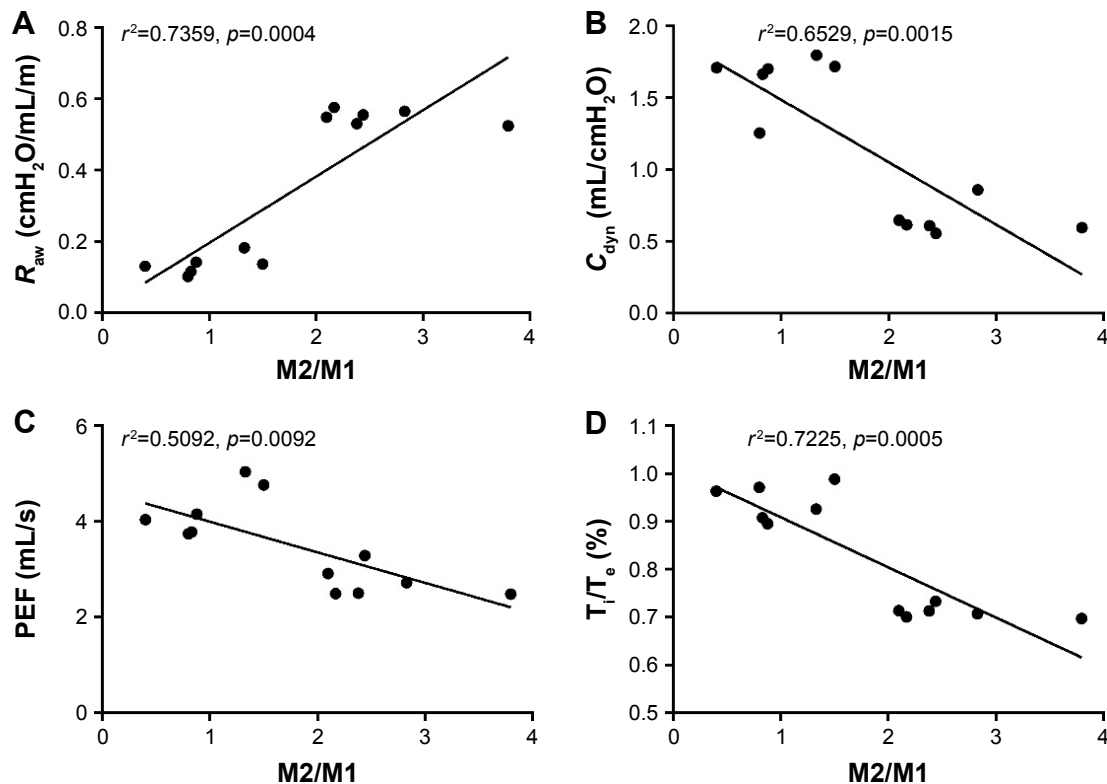 A
r²=0.7359, p=0.0004
R_aw (cmH₂O/mL/m)
0.8
0.6
0.4
0.2
0.0
0 1 2 3 4
M2/M1
B
r²=0.6529, p=0.0015
C_dyn (mL/cmH₂O)
2.0
1.5
1.0
0.5
0.0
0 1 2 3 4
M2/M1
C
r²=0.5092, p=0.0092
PEF (mL/s)
6
4
2
0
0 1 2 3 4
M2/M1
D
r²=0.7225, p=0.0005
T_i/T_e (%)
1.1
1.0
0.9
0.8
0.7
0.6
0.5
0 1 2 3 4
M2/M1